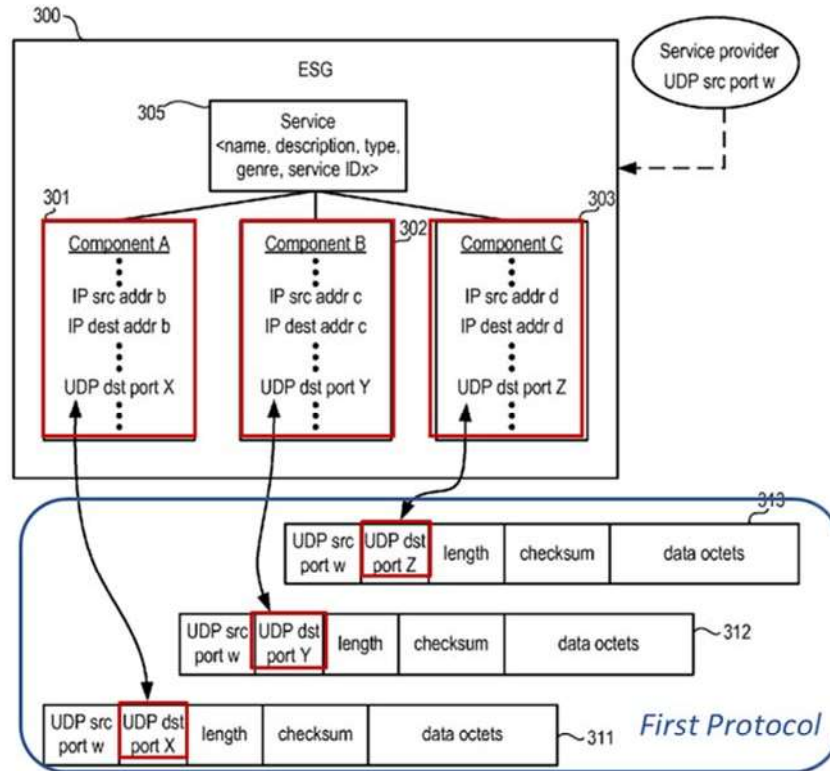 300
ESG
Service provider
UDP src port w
305
Service
<name, description, type,
genre, service IDx>
301
302
303
Component A
IP src addr b
IP dest addr b
UDP dst port X
Component B
IP src addr c
IP dest addr c
UDP dst port Y
Component C
IP src addr d
IP dest addr d
UDP dst port Z
313
UDP src
port w
UDP dst
port Z
length
checksum
data octets
312
UDP src
port w
UDP dst
port Y
length
checksum
data octets
311
UDP src
port w
UDP dst
port X
length
checksum
data octets
First Protocol